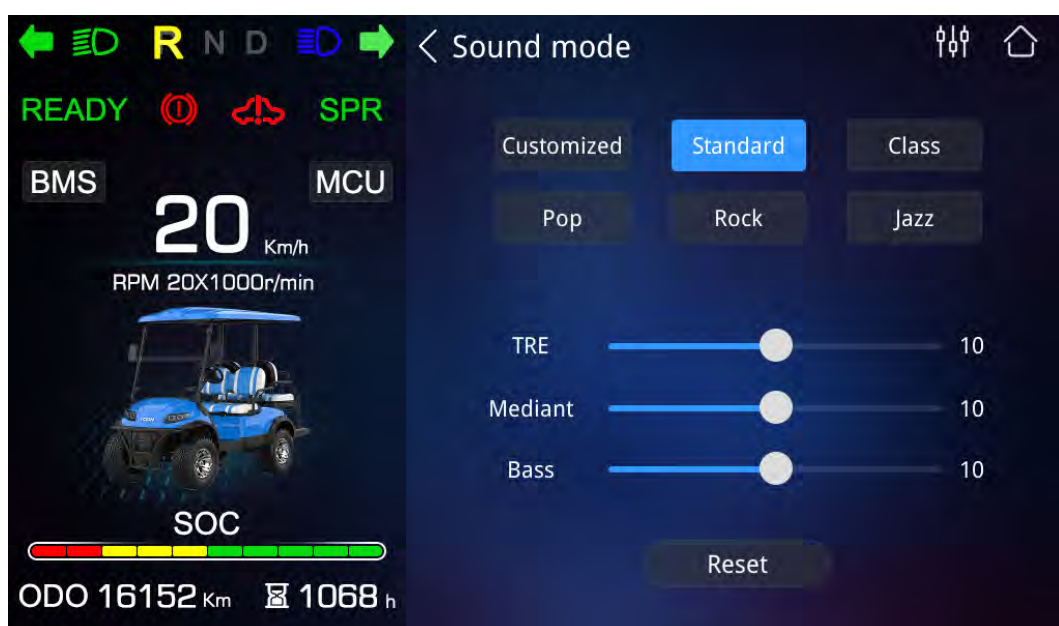 R N D
READY SPR
BMS MCU
20 Km/h
RPM 20X1000r/min
SOC
ODO 16152 Km 1068 h
Sound mode
Customized Standard Class
Pop Rock Jazz
TRE 10
Mediant 10
Bass 10
Reset